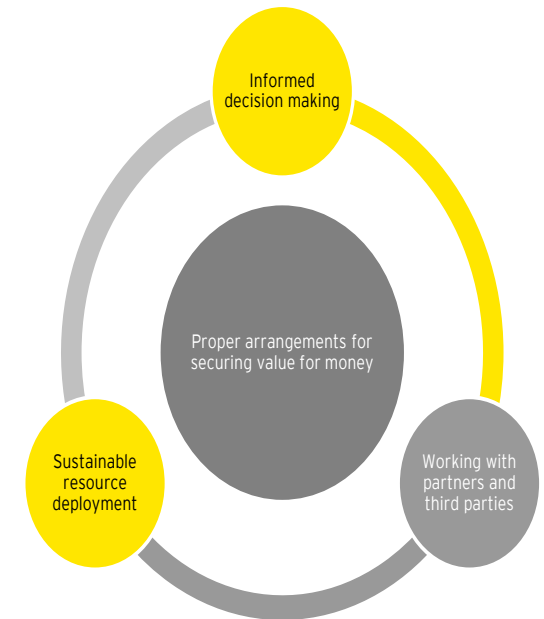 Informed
decision making
Proper arrangements for
securing value for money
Sustainable
resource
deployment
Working with
partners and
third parties